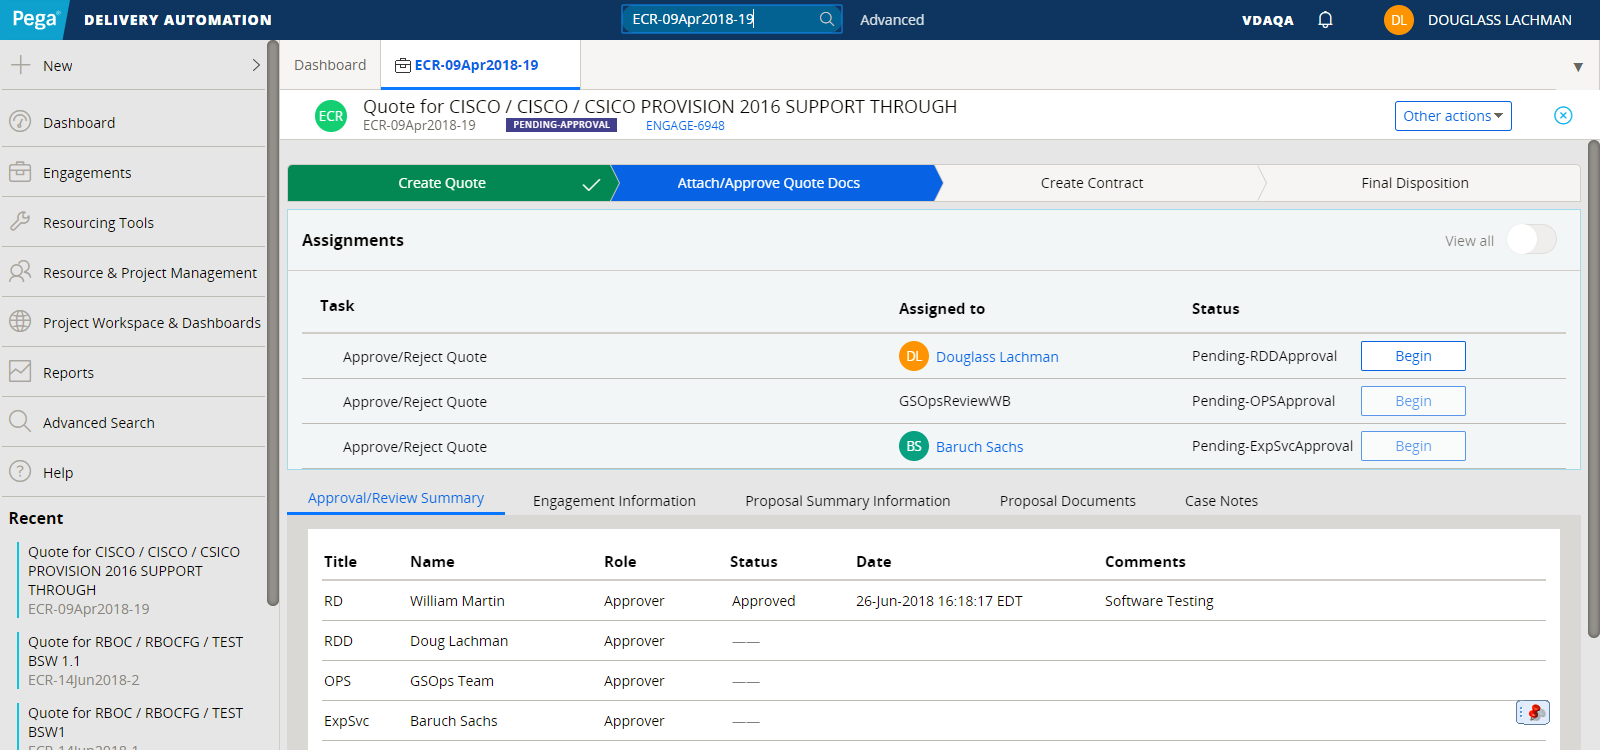 Pega DELIVERY AUTOMATION
ECR-09Apr2018-19
Advanced
VDAQA
DL DOUGLASS LACHMAN
New
Dashboard
Engagements
Resourcing Tools
Resource & Project Management
Project Workspace & Dashboards
Reports
Advanced Search
Help
Recent
Quote for CISCO / CISCO / CSICO
PROVISION 2016 SUPPORT
THROUGH
ECR-09Apr2018-19
Quote for RBOC / RBOCFG / TEST
BSW 1.1
ECR-14Jun2018-2
Quote for RBOC / RBOCFG / TEST
BSW1
ECR-14Jun2018-1
Dashboard
ECR-09Apr2018-19
ECR
Quote for CISCO / CISCO / CSICO PROVISION 2016 SUPPORT THROUGH
ECR-09Apr2018-19 PENDING-APPROVAL ENGAGE-6948
Other actions
Create Quote
Attach/Approve Quote Docs
Create Contract
Final Disposition
Assignments
View all
Task Assigned to Status
Approve/Reject Quote DL Douglass Lachman Pending-RDDApproval Begin
Approve/Reject Quote GSOpsReviewWB Pending-OPSApproval Begin
Approve/Reject Quote BS Baruch Sachs Pending-ExpSvcApproval Begin
Approval/Review Summary
Engagement Information
Proposal Summary Information
Proposal Documents
Case Notes
Title Name Role Status Date Comments
RD William Martin Approver Approved 26-Jun-2018 16:18:17 EDT Software Testing
RDD Doug Lachman Approver ——
OPS GSOps Team Approver ——
ExpSvc Baruch Sachs Approver ——